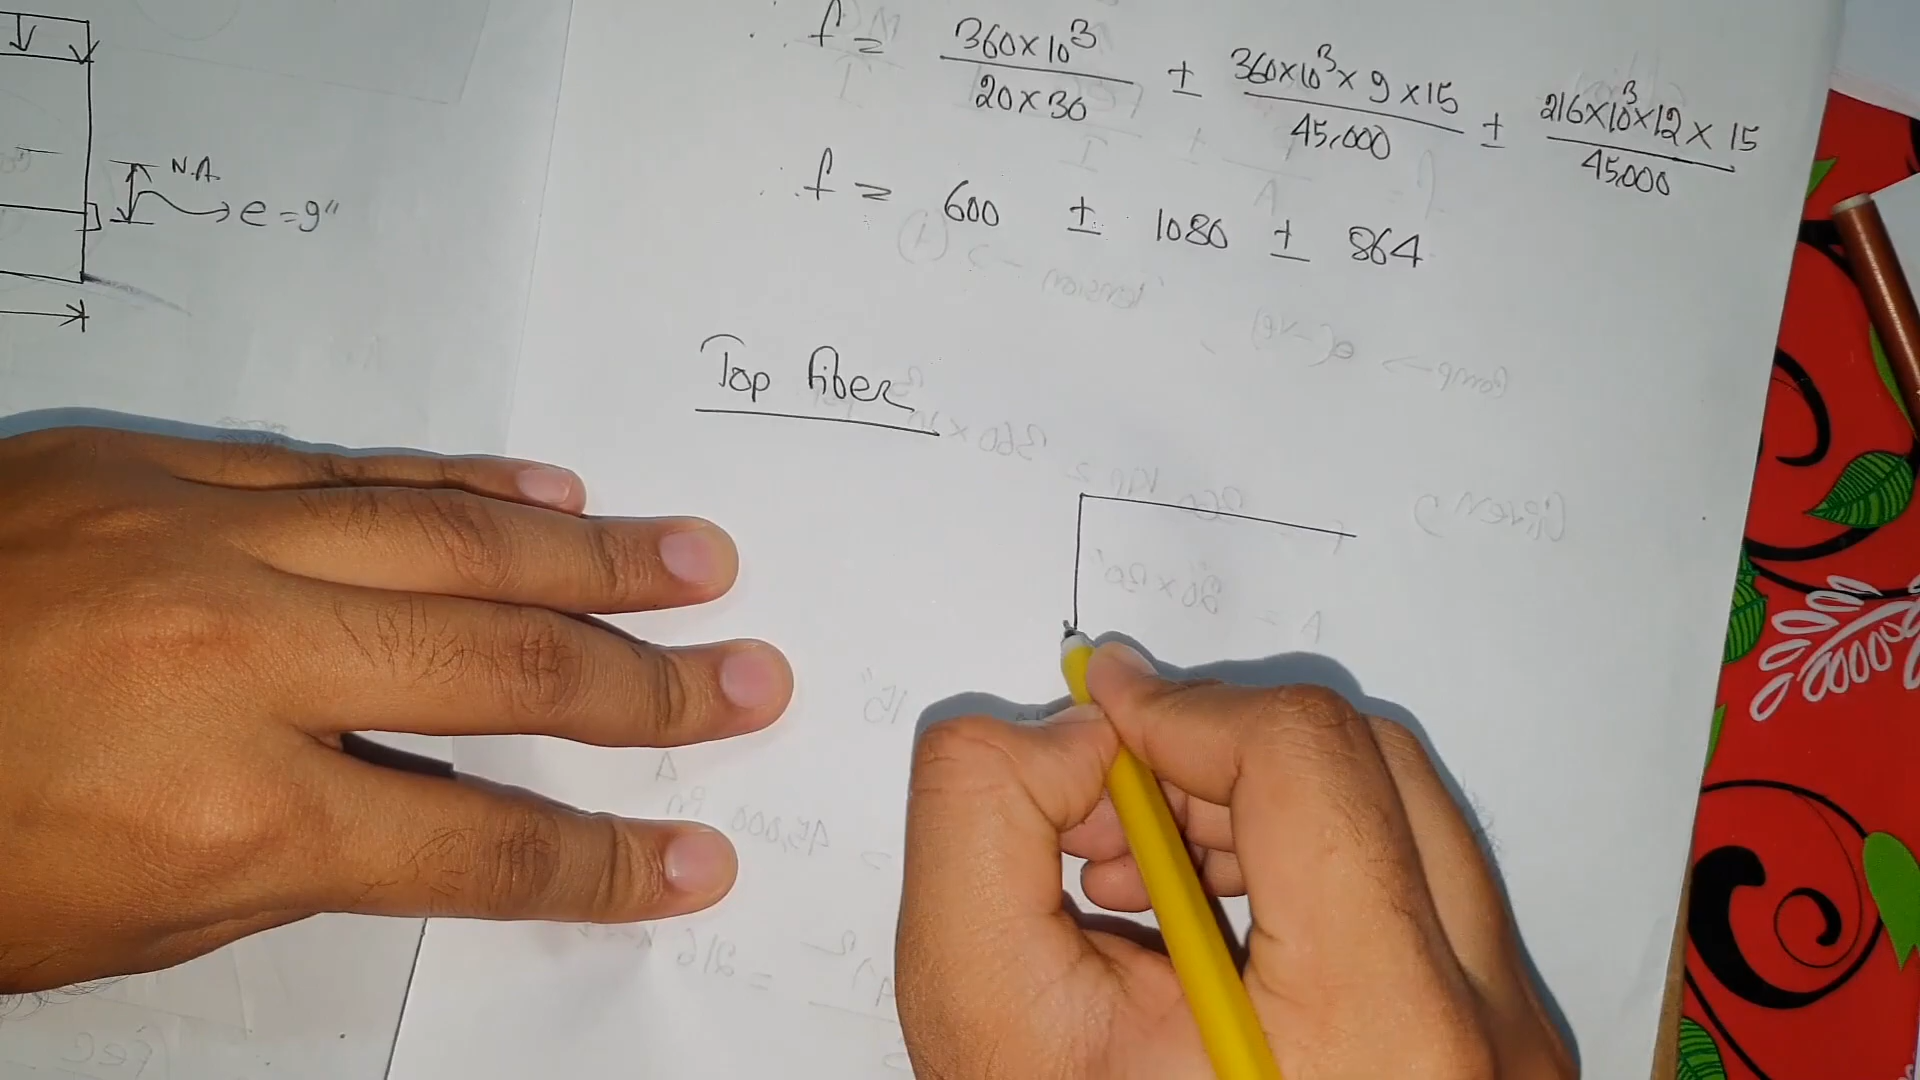 ∴ f = 360×10³/20×30 ± 360×10³×9×15/45,000 ± 216×10³×12×15/45,000
∴ f = 600 ± 1080 ± 864
N.A.
e = 9"
Top fiber